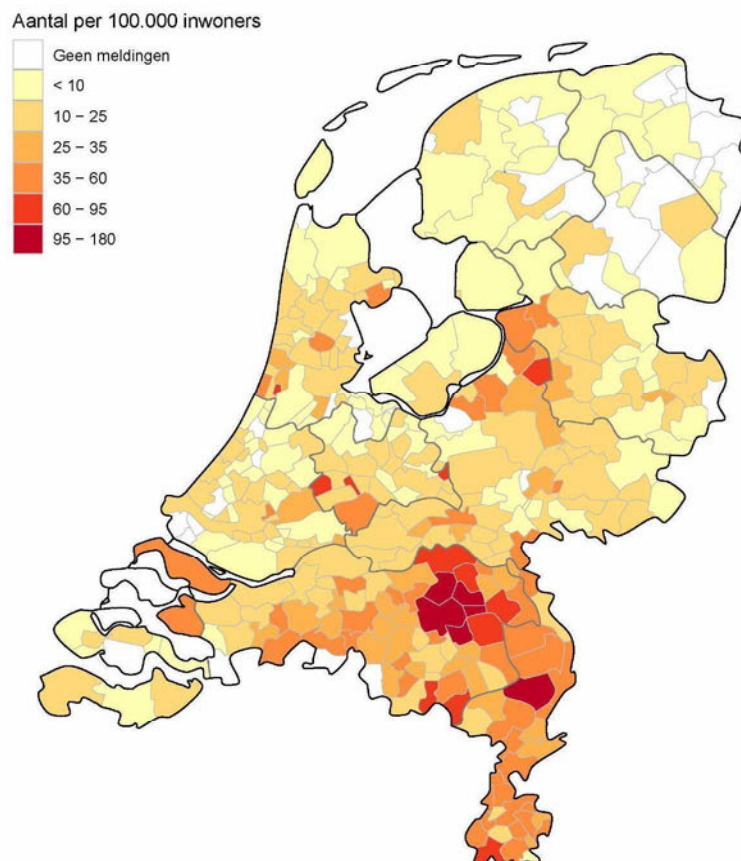 Aantal per 100.000 inwoners
Geen meldingen
< 10
10 – 25
25 – 35
35 – 60
60 – 95
95 – 180